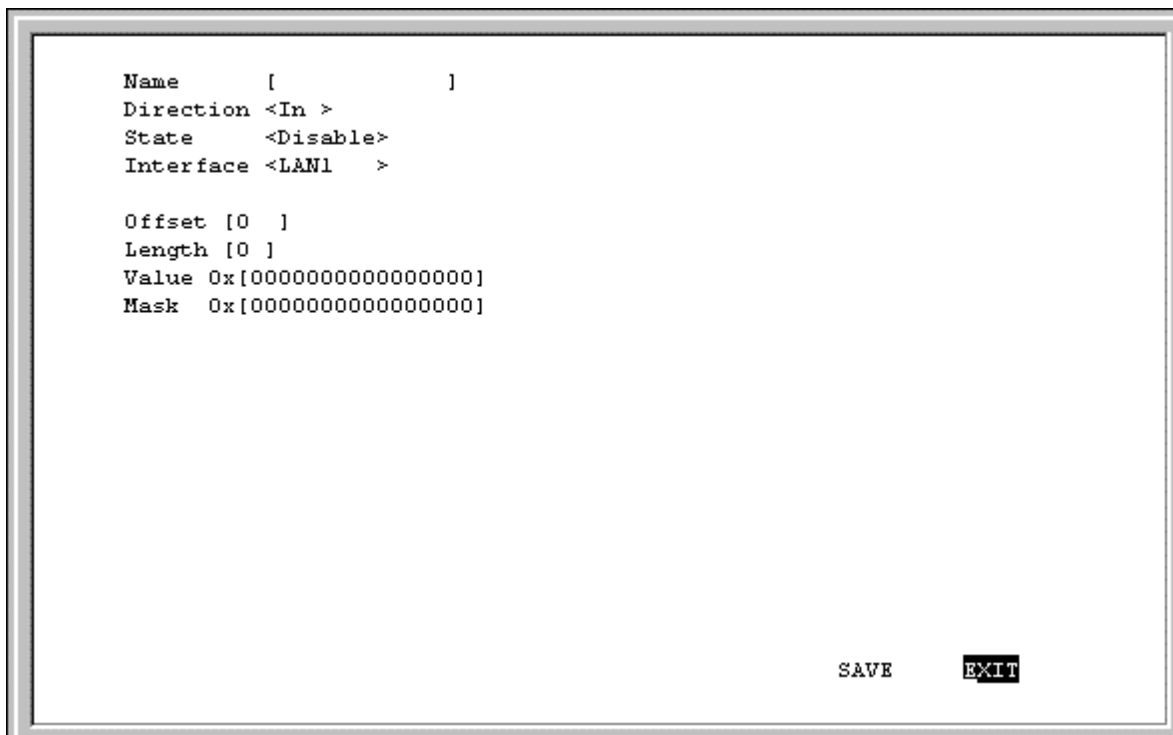 Name      [            ]
Direction <In >
State     <Disable>
Interface <LAN1   >
Offset [0  ]
Length [0 ]
Value 0x[0000000000000000]
Mask  0x[0000000000000000]
SAVE    EXIT